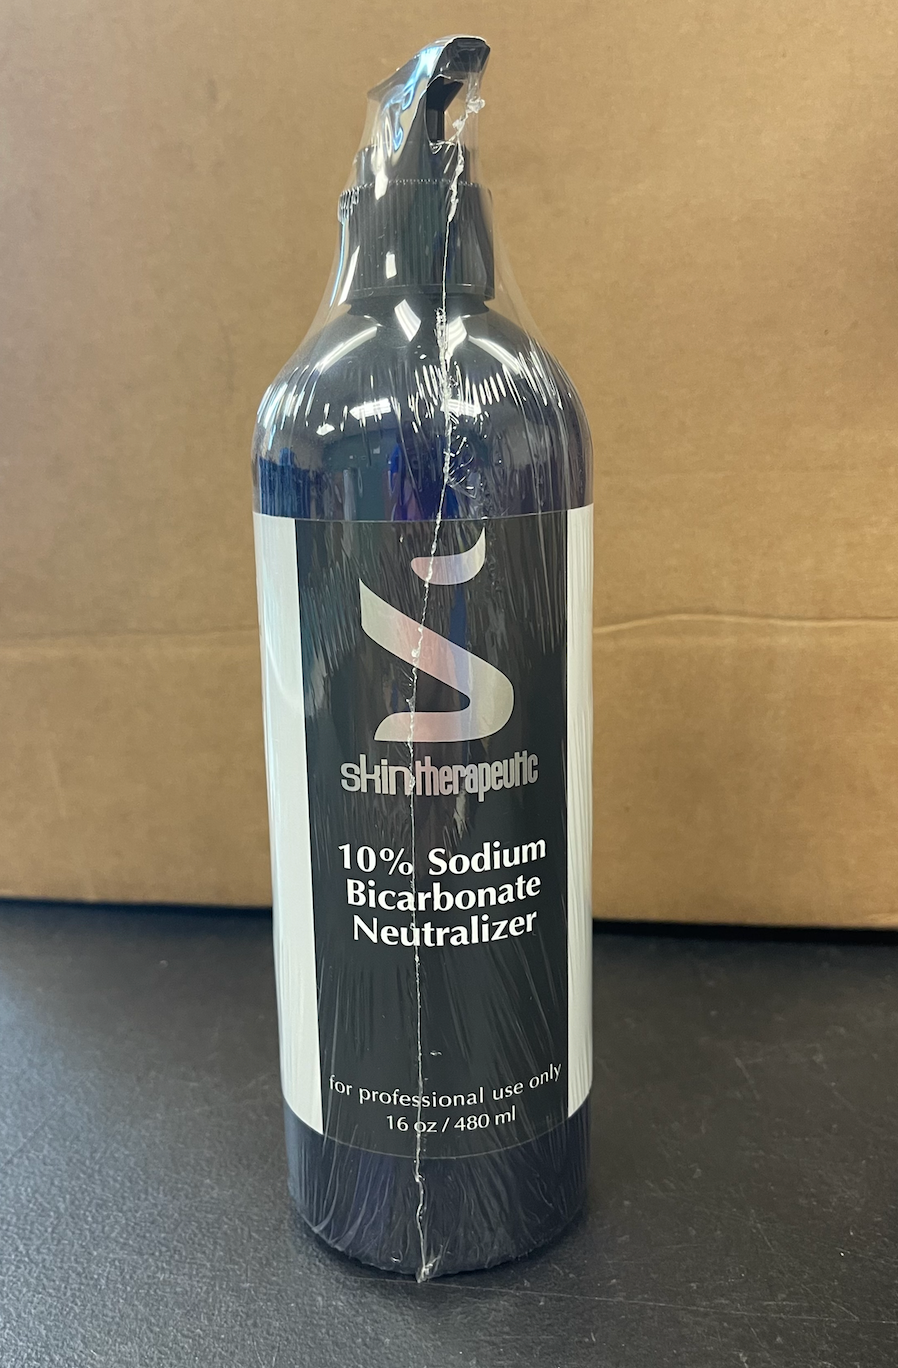 skintherapeutic
10% Sodium
Bicarbonate
Neutralizer
for professional use only
16 oz / 480 ml